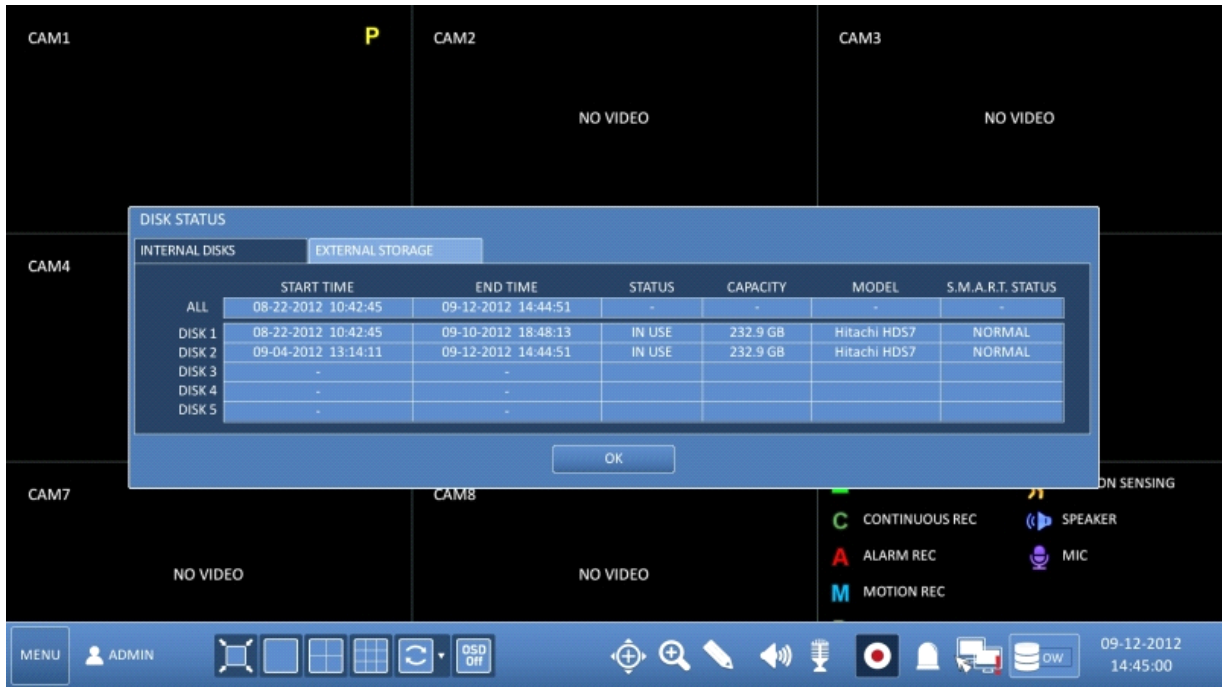 CAM1 P CAM2 CAM3
NO VIDEO NO VIDEO
DISK STATUS
INTERNAL DISKS EXTERNAL STORAGE
CAM4
START TIME END TIME STATUS CAPACITY MODEL S.M.A.R.T. STATUS
ALL 08-22-2012 10:42:45 09-12-2012 14:44:51 - - - -
DISK 1 08-22-2012 10:42:45 09-10-2012 18:48:13 IN USE 232.9 GB Hitachi HDS7 NORMAL
DISK 2 09-04-2012 13:14:11 09-12-2012 14:44:51 IN USE 232.9 GB Hitachi HDS7 NORMAL
DISK 3 - -
DISK 4 - -
DISK 5 - -
OK
CAM7 CAM8 ON SENSING
C CONTINUOUS REC SPEAKER
A ALARM REC MIC
NO VIDEO NO VIDEO
M MOTION REC
MENU ADMIN OSD Off OW 09-12-2012
14:45:00